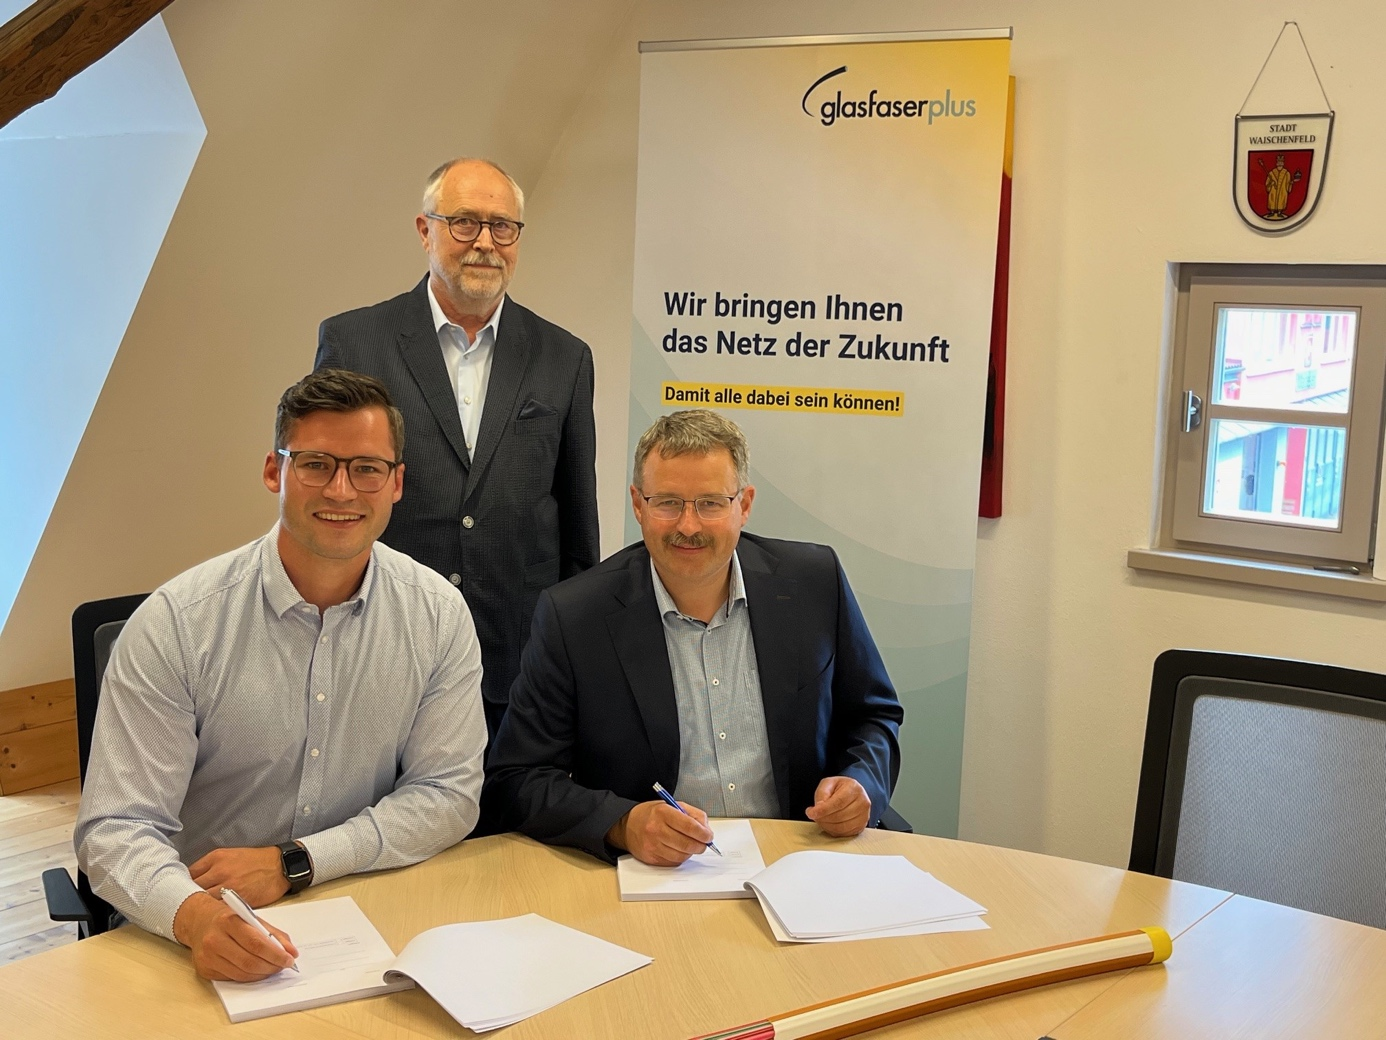 glasfaserplus
Wir bringen Ihnen
das Netz der Zukunft
Damit alle dabei sein können!
STADT
WAISCHENFELD